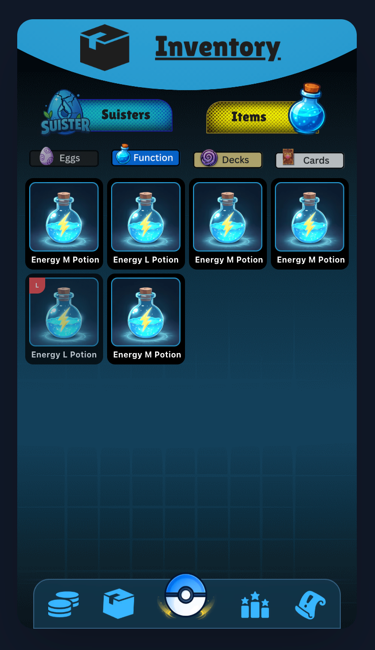 Inventory
SUISTER
Suisters
Items
Eggs
Function
Decks
Cards
Energy M Potion
Energy L Potion
Energy M Potion
Energy M Potion
L
Energy L Potion
Energy M Potion